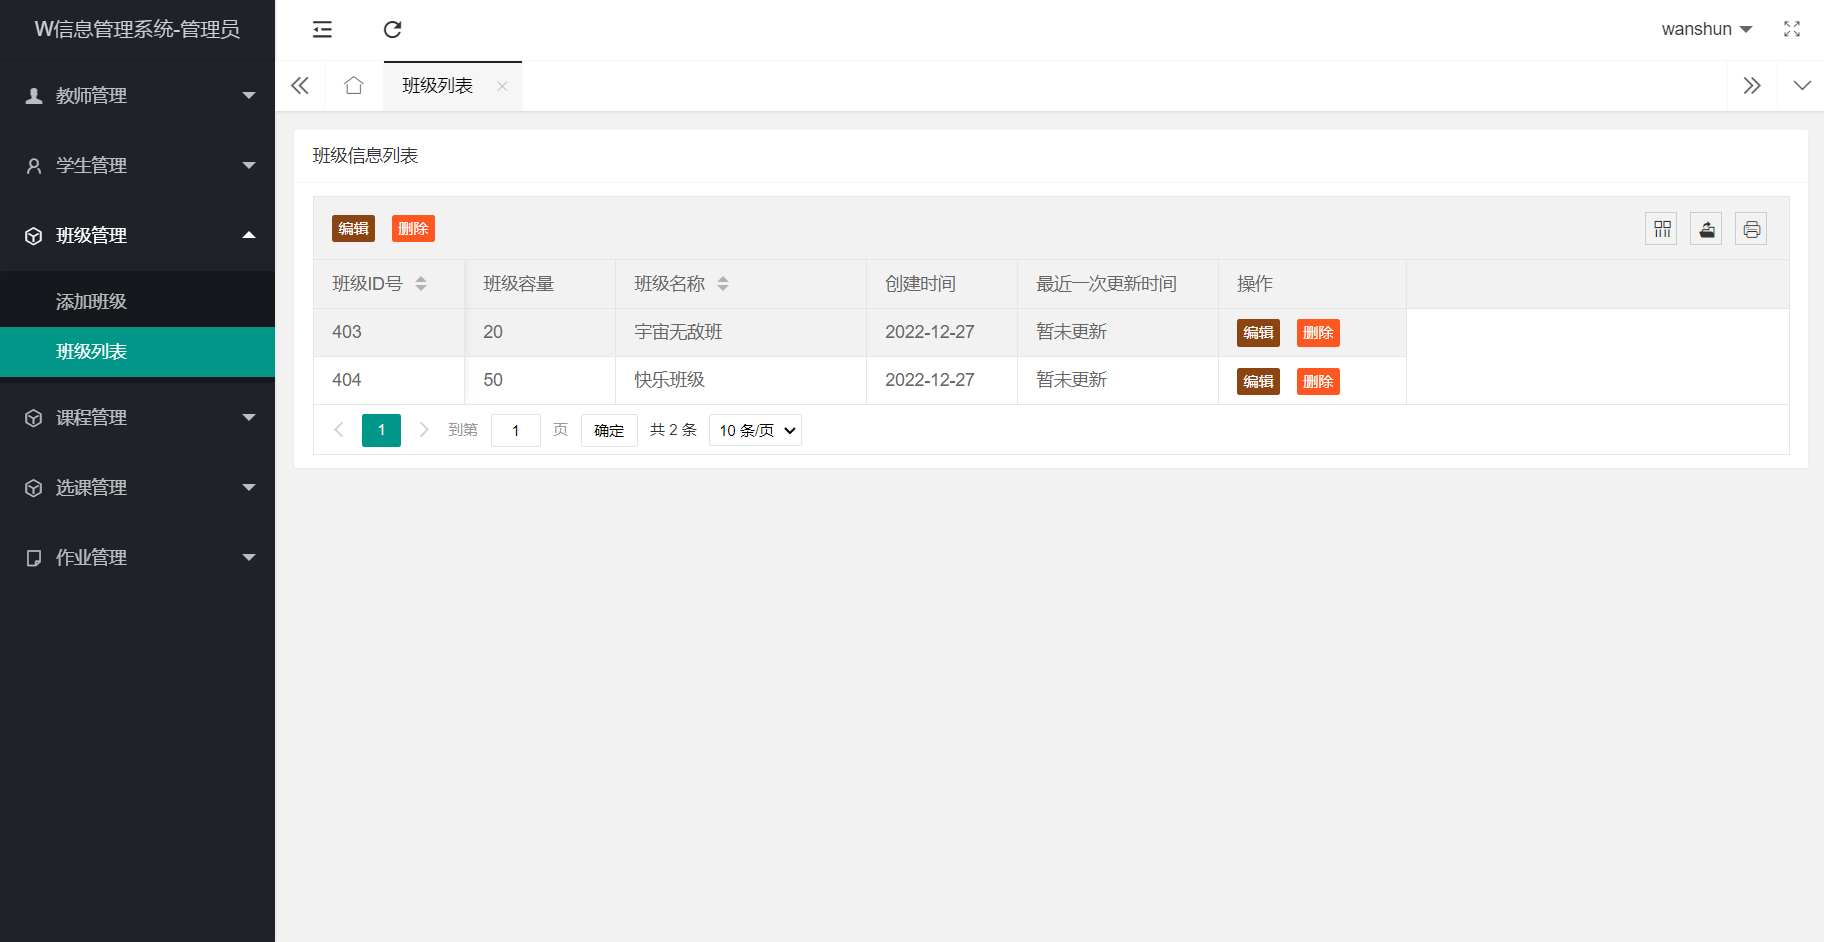 W信息管理系统-管理员
wanshun
教师管理
学生管理
班级管理
添加班级
班级列表
课程管理
选课管理
作业管理
班级列表
班级信息列表
编辑 删除
班级ID号 班级容量 班级名称 创建时间 最近一次更新时间 操作
403 20 宇宙无敌班 2022-12-27 暂未更新 编辑 删除
404 50 快乐班级 2022-12-27 暂未更新 编辑 删除
1 到第 1 页 确定 共 2 条 10 条/页